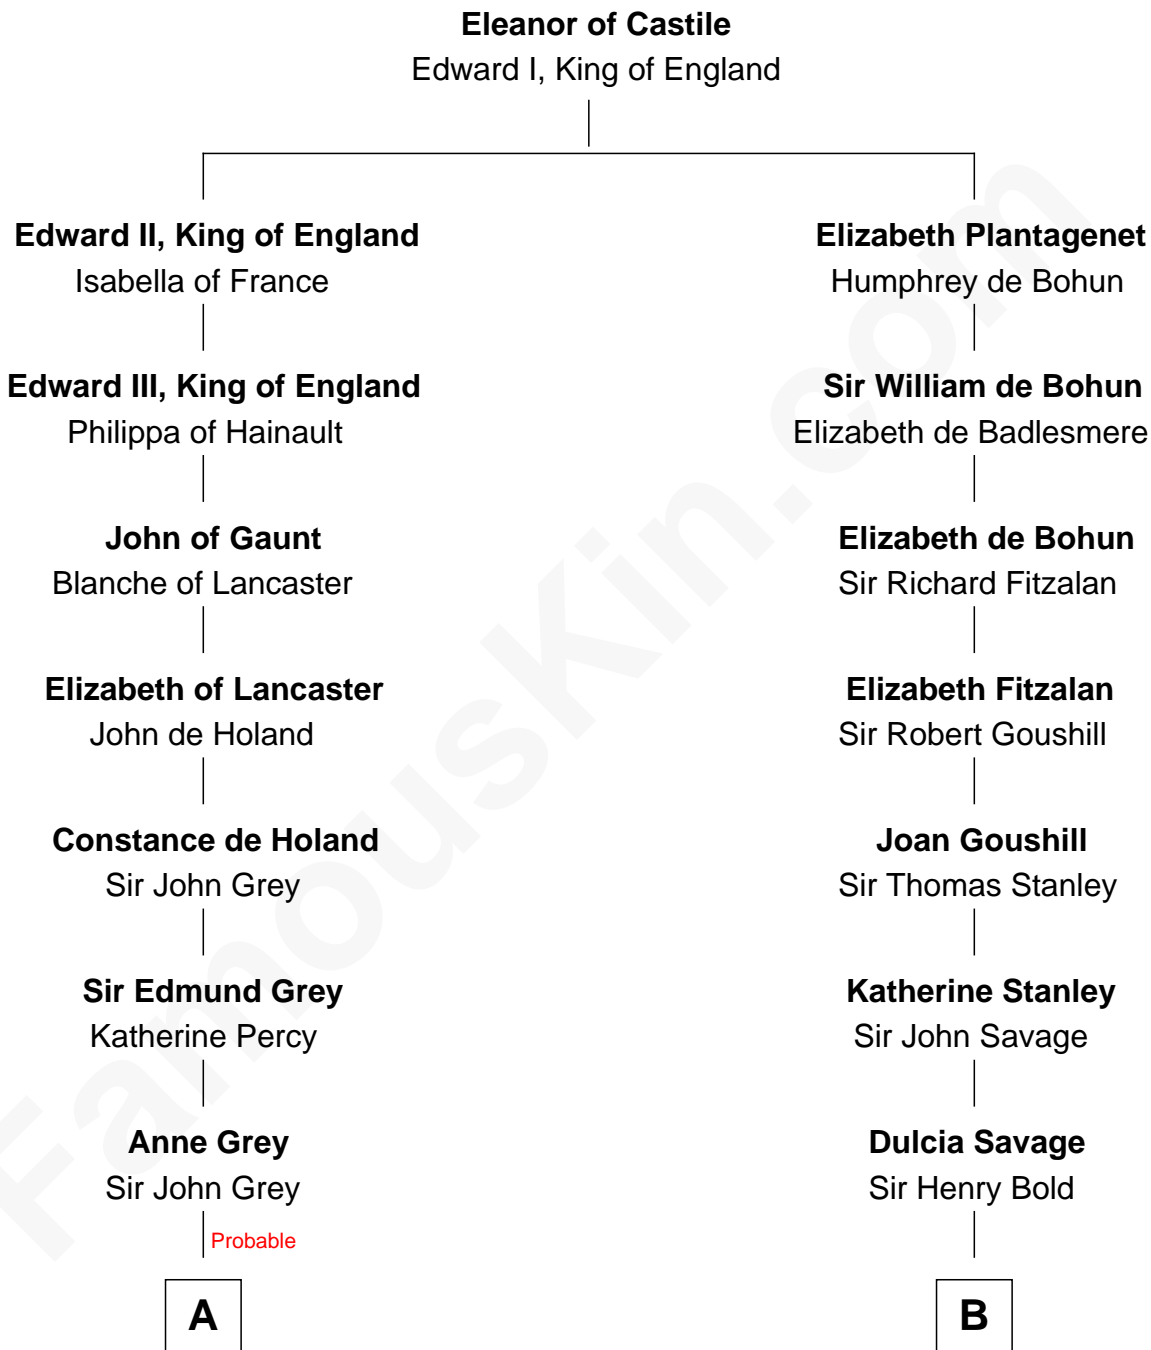 Eleanor of Castile
Edward I, King of England
Edward II, King of England
Isabella of France
Elizabeth Plantagenet
Humphrey de Bohun
Edward III, King of England
Philippa of Hainault
Sir William de Bohun
Elizabeth de Badlesmere
John of Gaunt
Blanche of Lancaster
Elizabeth de Bohun
Sir Richard Fitzalan
Elizabeth of Lancaster
John de Holand
Elizabeth Fitzalan
Sir Robert Goushill
Constance de Holand
Sir John Grey
Joan Goushill
Sir Thomas Stanley
Sir Edmund Grey
Katherine Percy
Katherine Stanley
Sir John Savage
Anne Grey
Sir John Grey
Dulcia Savage
Sir Henry Bold
Probable
A
B
FamousKin.com